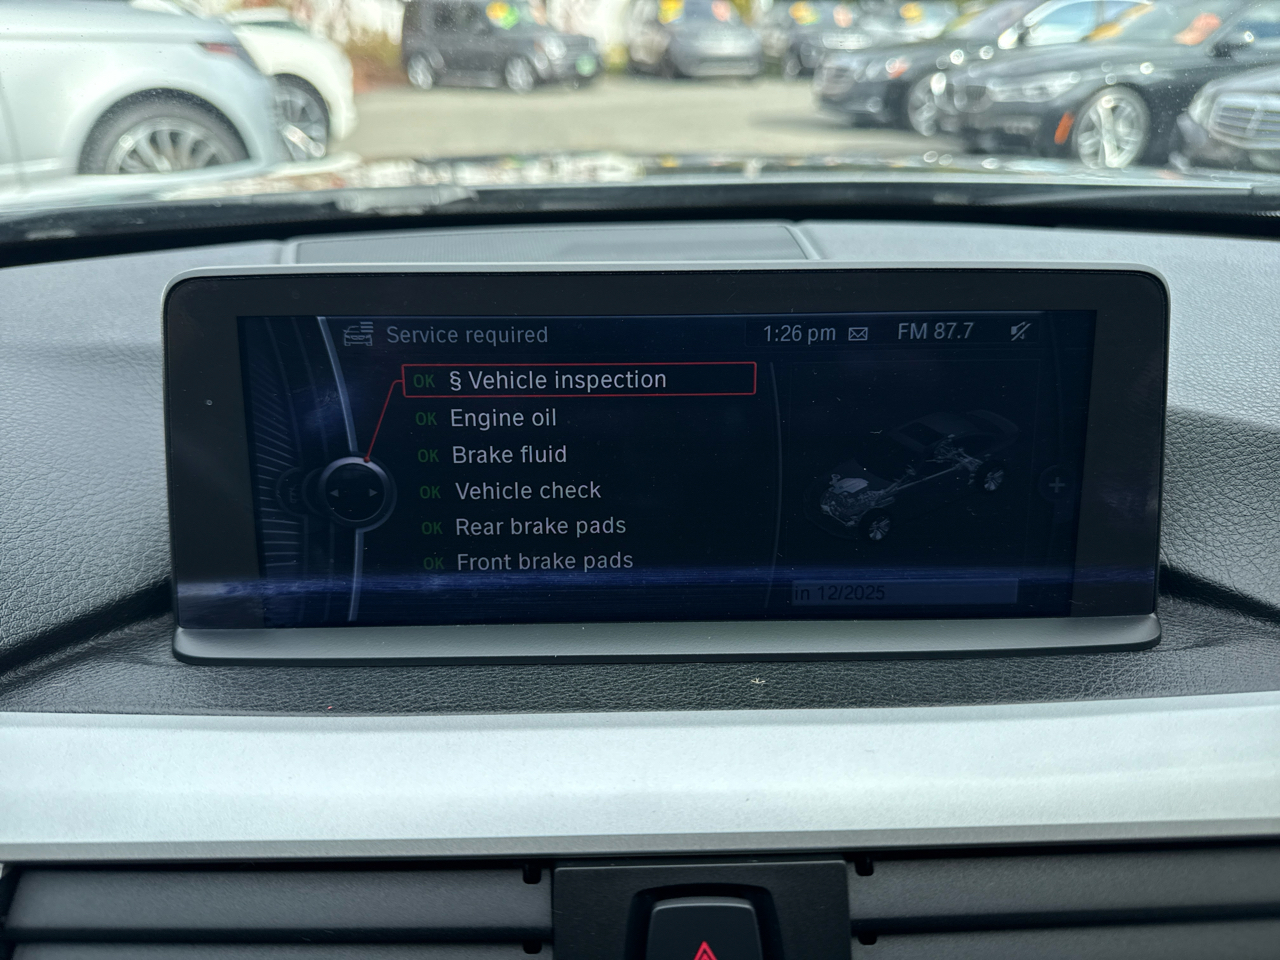 Service required
1:26 pm
FM 87.7
OK § Vehicle inspection
OK Engine oil
OK Brake fluid
OK Vehicle check
OK Rear brake pads
OK Front brake pads
in 12/2025